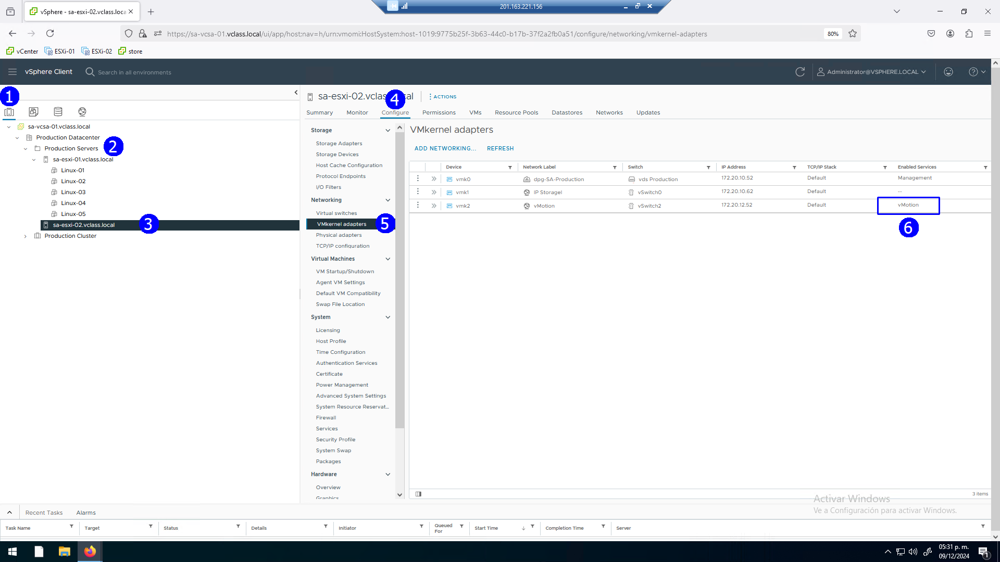 vSphere - sa-esxi-02.vclass.loca
201.163.221.156
https://sa-vcsa-01.vclass.local/ui/app/host;nav=h/urn:vmomi:HostSystem:host-1019:9775b25f-3b63-44c0-b17b-37f2a2fb0a51/configure/networking/vmkernel-adapters
80%
vCenter ESXi-01 ESXi-02 store
vSphere Client
Search in all environments
Administrator@VSPHERE.LOCAL
1
sa-vcsa-01.vclass.local
Production Datacenter
Production Servers
2
sa-esxi-01.vclass.local
Linux-01
Linux-02
Linux-03
Linux-04
Linux-05
sa-esxi-02.vclass.local
3
Production Cluster
sa-esxi-02.vclas al
4
ACTIONS
Summary Monitor Configure Permissions VMs Resource Pools Datastores Networks Updates
Storage
Storage Adapters
Storage Devices
Host Cache Configuration
Protocol Endpoints
I/O Filters
Networking
Virtual switches
VMkernel adapters
5
Physical adapters
TCP/IP configuration
Virtual Machines
VM Startup/Shutdown
Agent VM Settings
Default VM Compatibility
Swap File Location
System
Licensing
Host Profile
Time Configuration
Authentication Services
Certificate
Power Management
Advanced System Settings
System Resource Reservat...
Firewall
Services
Security Profile
System Swap
Packages
Hardware
Overview
Graphics
VMkernel adapters
ADD NETWORKING... REFRESH
Device Network Label Switch IP Address TCP/IP Stack Enabled Services
vmk0 dpg-SA-Production vds Production 172.20.10.52 Default Management
vmk1 IP Storagel vSwitch0 172.20.10.62 Default --
vmk2 vMotion vSwitch2 172.20.12.52 Default vMotion
6
3 items
Activar Windows
Ve a Configuración para activar Windows.
Recent Tasks Alarms
Task Name Target Status Details Initiator Queued For Start Time Completion Time Server
05:31 p. m.
09/12/2024
1